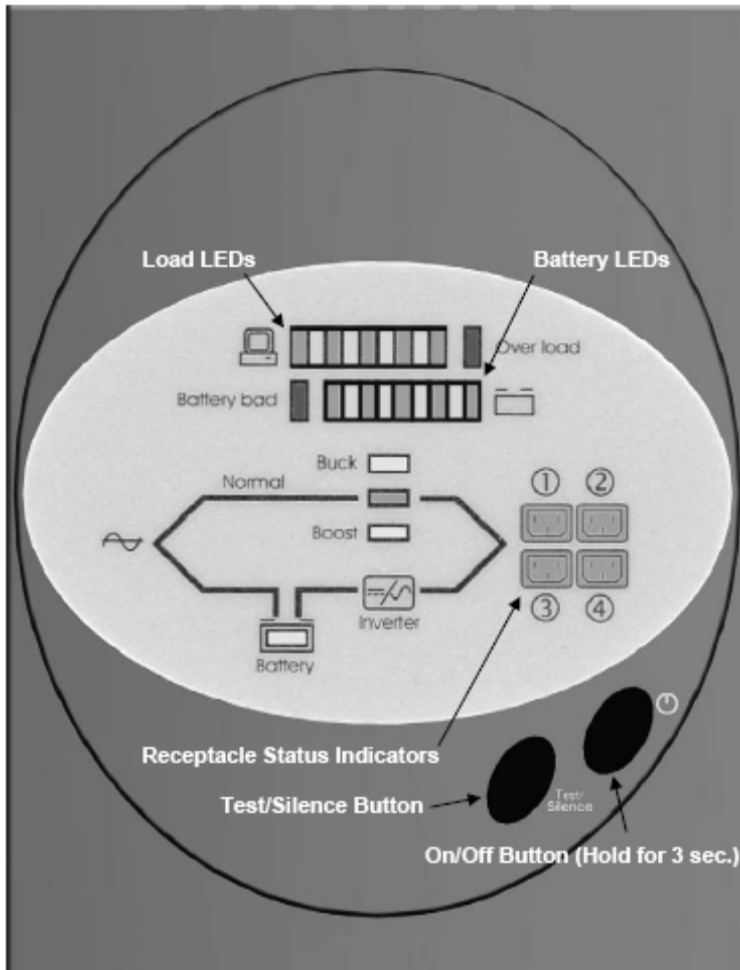 Load LEDs
Battery LEDs
Over load
Battery bad
Buck
Normal
Boost
① ②
③ ④
Inverter
Battery
Receptacle Status Indicators
Test/Silence Button
Test/
Silence
On/Off Button (Hold for 3 sec.)